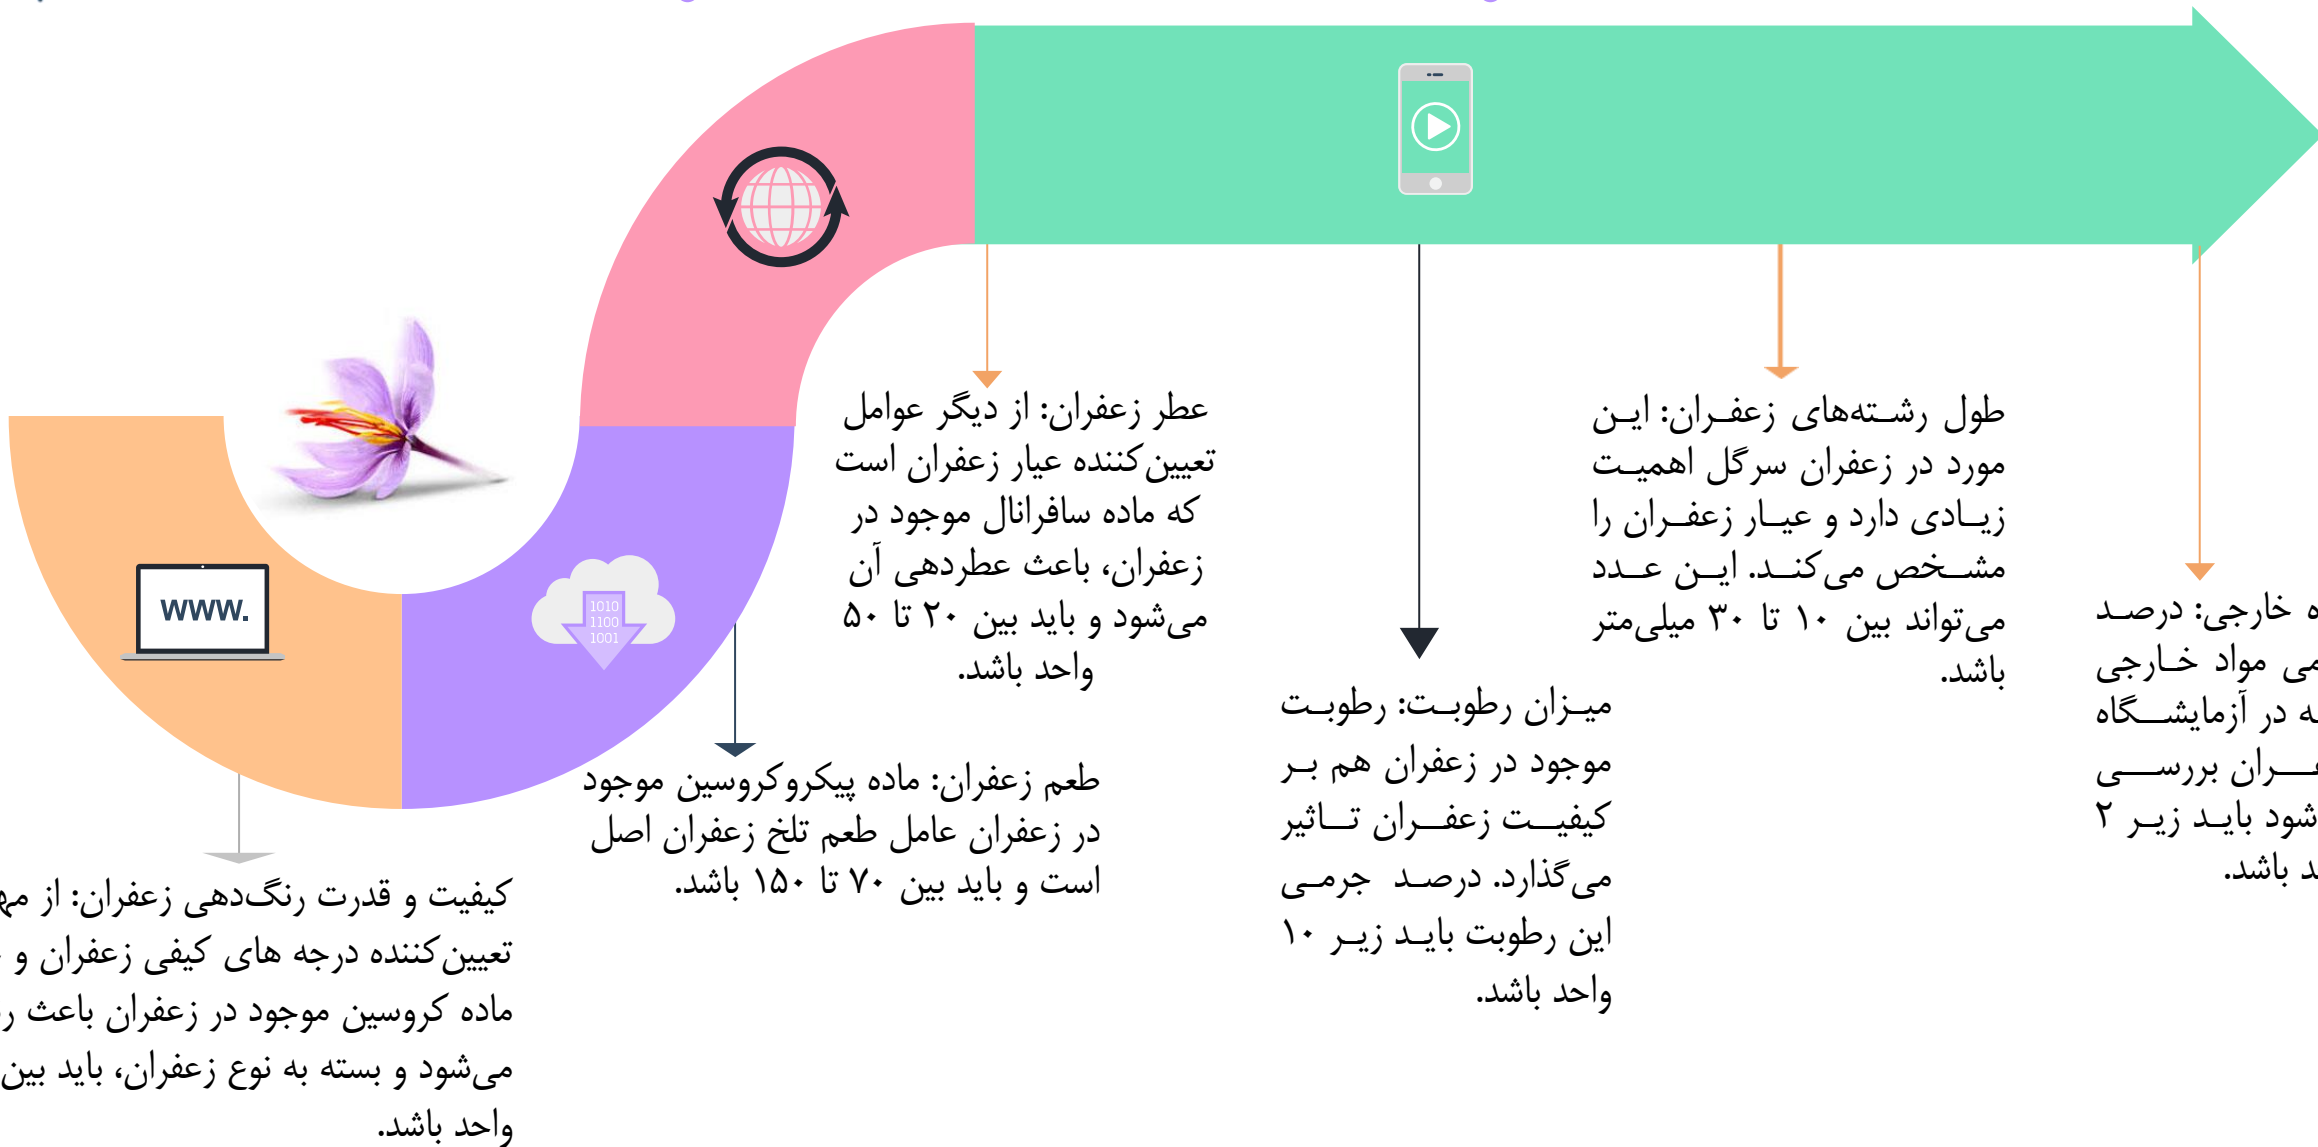 عطر زعفران: از دیگر عوامل
تعیین‌کننده عیار زعفران است
که ماده سافرانال موجود در
زعفران، باعث عطردهی آن
می‌شود و باید بین ۲۰ تا ۵۰
واحد باشد.
طول رشته‌های زعفران: این
مورد در زعفران سرگل اهمیت
زیادی دارد و عیار زعفران را
مشخص می‌کند. این عدد
می‌تواند بین ۱۰ تا ۳۰ میلی‌متر
باشد.
خارجی: درصد
مواد خارجی
در آزمایشگاه
بررسی
باید زیر ۲
باشد.
میزان رطوبت: رطوبت
موجود در زعفران هم بر
کیفیت زعفران تاثیر
می‌گذارد. درصد جرمی
این رطوبت باید زیر ۱۰
واحد باشد.
طعم زعفران: ماده پیکروکروسین موجود
در زعفران عامل طعم تلخ زعفران اصل
است و باید بین ۷۰ تا ۱۵۰ باشد.
کیفیت و قدرت رنگ‌دهی زعفران: از
تعیین‌کننده درجه های کیفی زعفران و
ماده کروسین موجود در زعفران باعث
می‌شود و بسته به نوع زعفران، باید بین
واحد باشد.
www.
1010
1100
1001